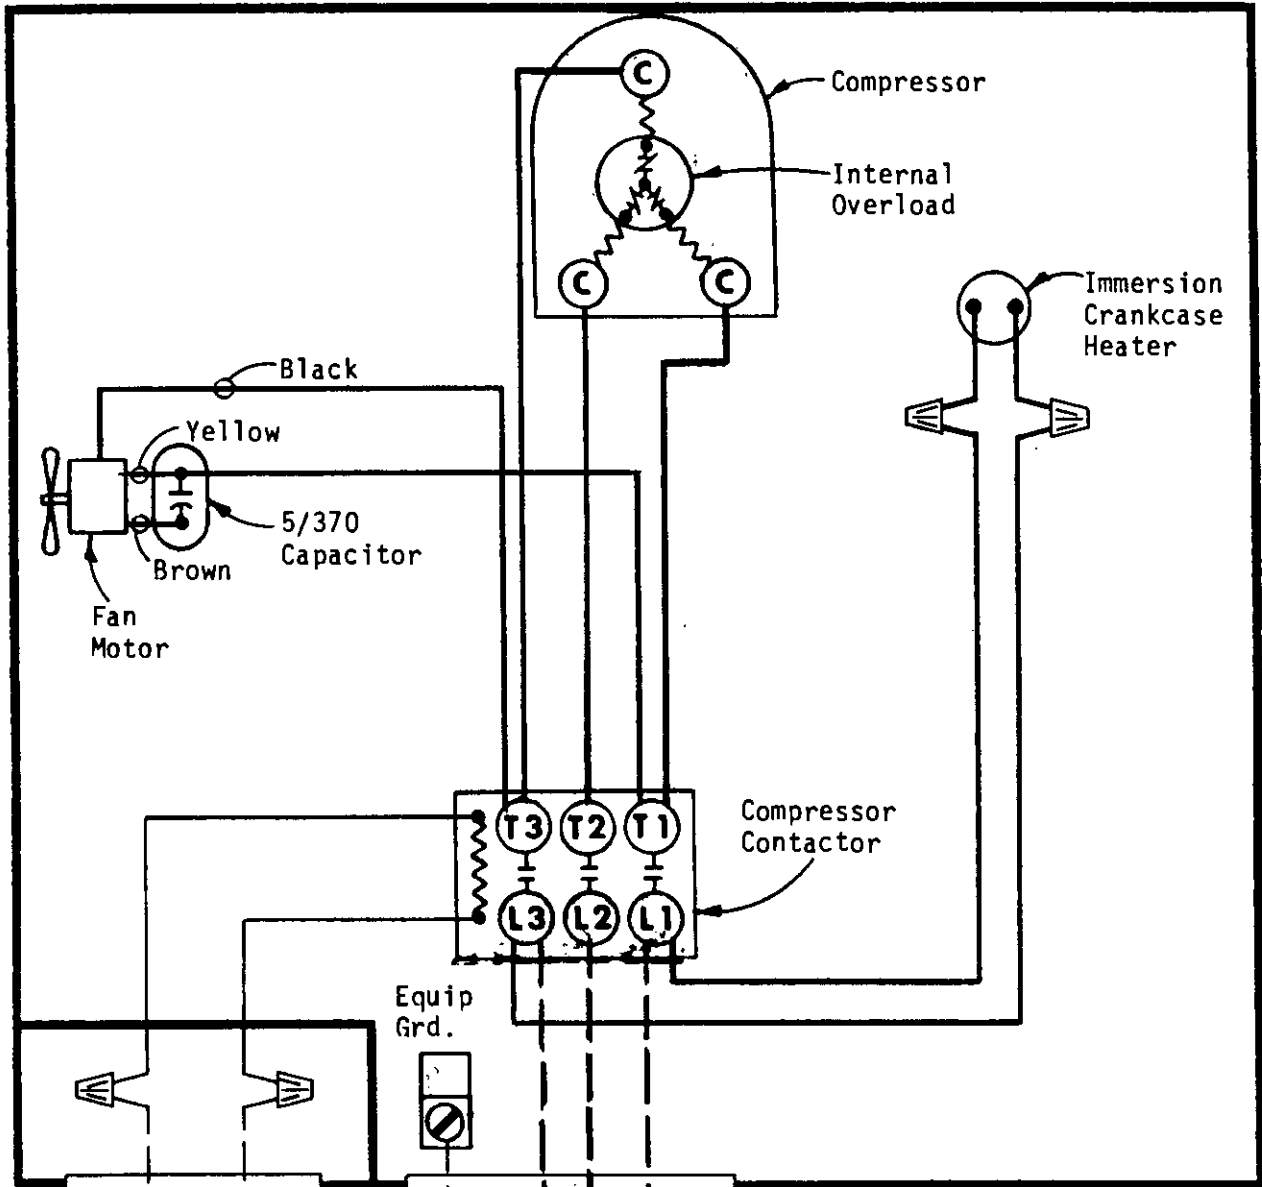 C
Compressor
Internal
Overload
C
C
Immersion
Crankcase
Heater
Black
Yellow
5/370
Capacitor
Brown
Fan
Motor
T3
T2
T1
Compressor
Contactor
L3
L2
L1
Equip
Grd.